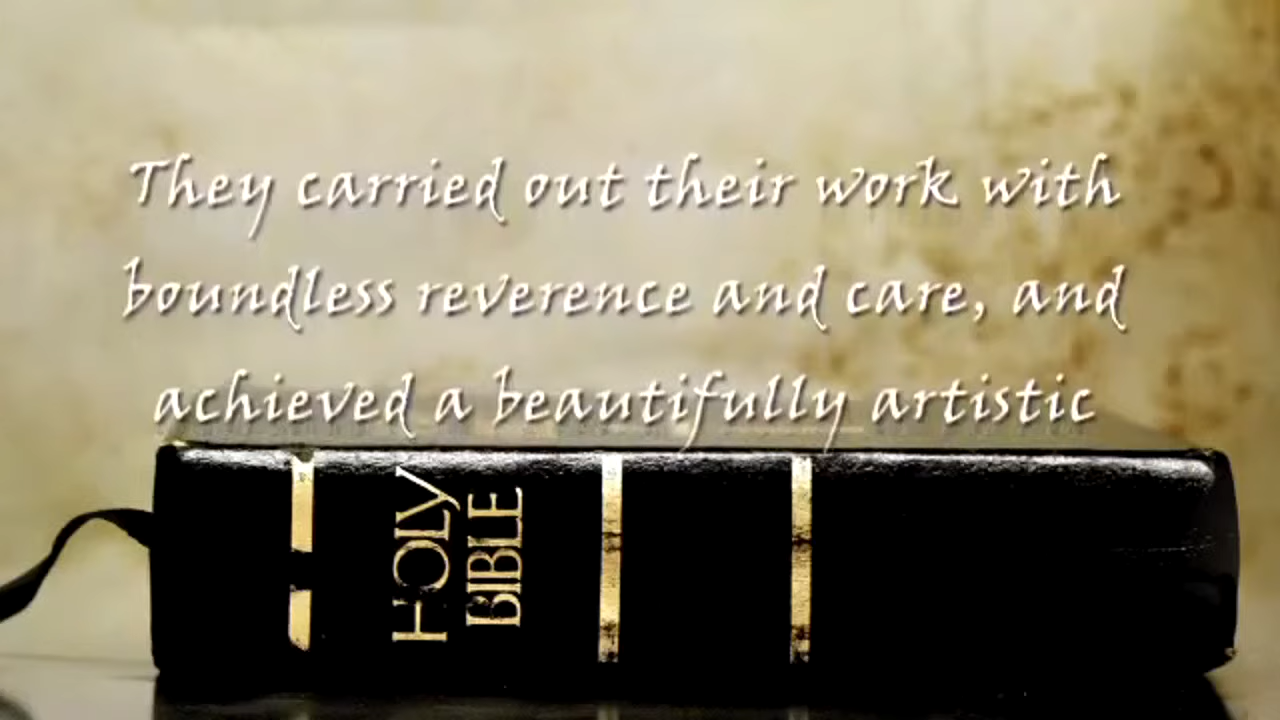 They carried out their work with
boundless reverence and care, and
achieved a beautifully artistic
HOLY
BIBLE